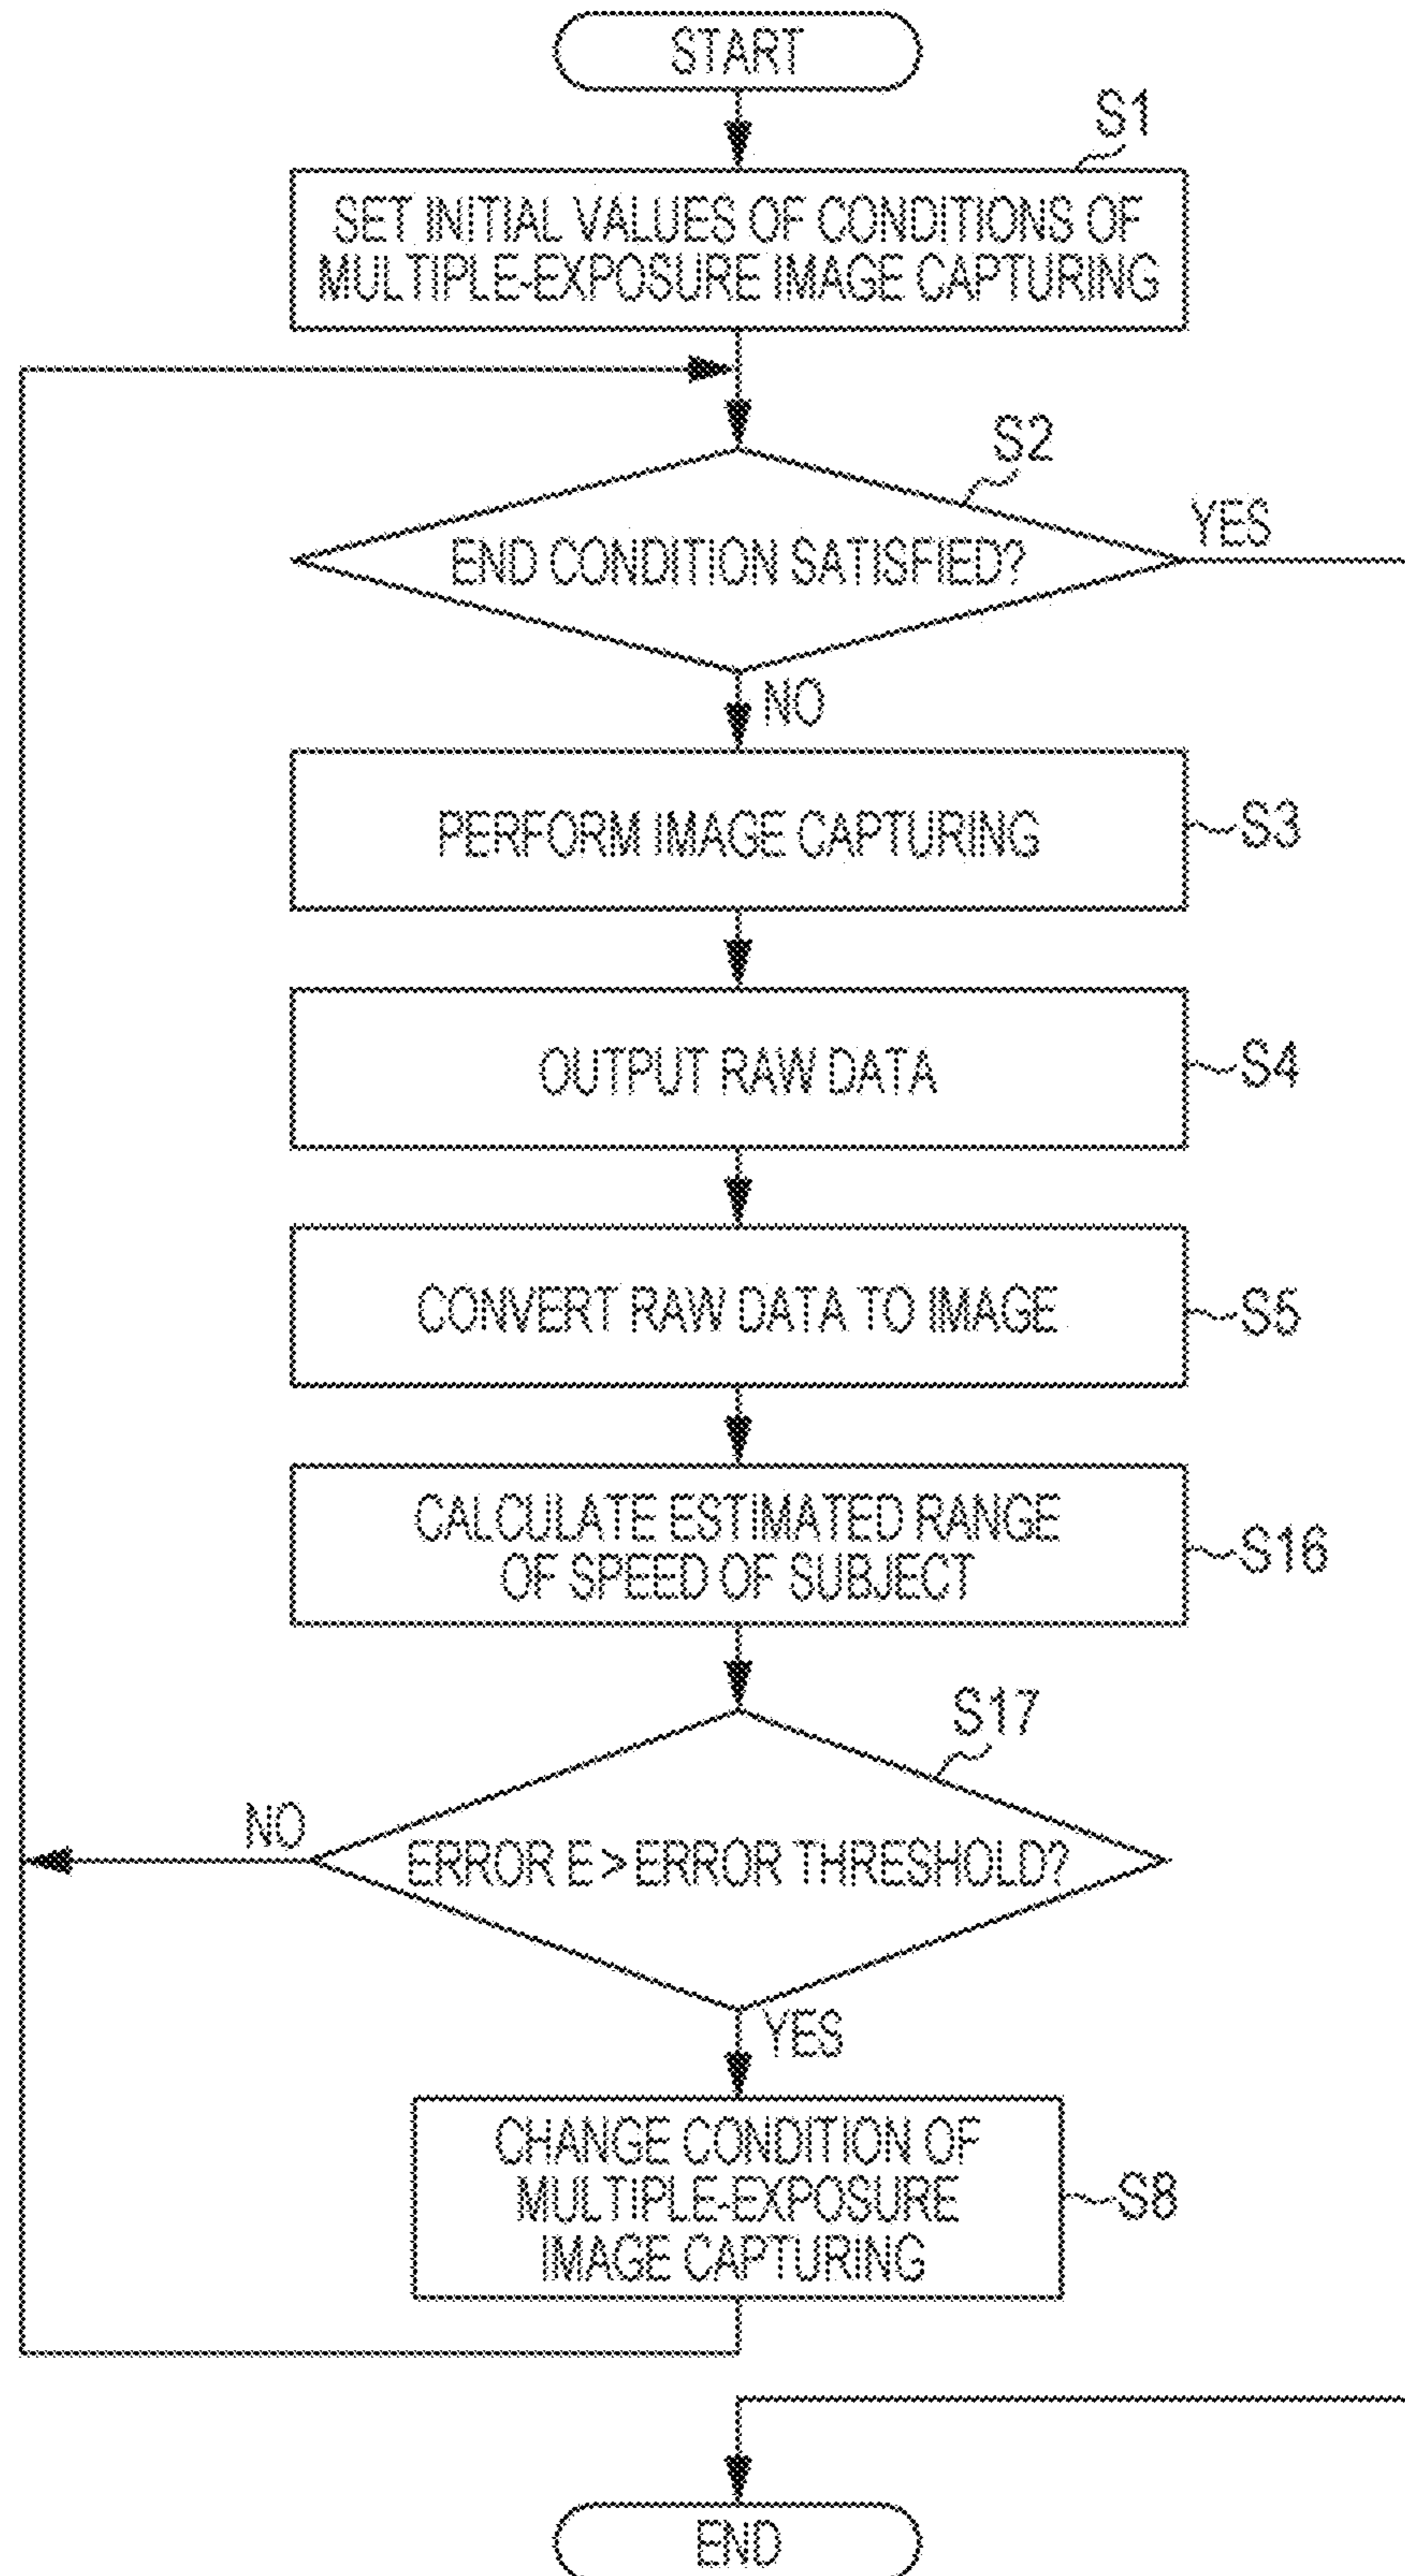 START
S1
SET INITIAL VALUES OF CONDITIONS OF
MULTIPLE-EXPOSURE IMAGE CAPTURING
S2
END CONDITION SATISFIED?
YES
NO
PERFORM IMAGE CAPTURING
S3
OUTPUT RAW DATA
S4
CONVERT RAW DATA TO IMAGE
S5
CALCULATE ESTIMATED RANGE
OF SPEED OF SUBJECT
S16
S17
NO
ERROR E > ERROR THRESHOLD?
YES
CHANGE CONDITION OF
MULTIPLE-EXPOSURE
IMAGE CAPTURING
S8
END